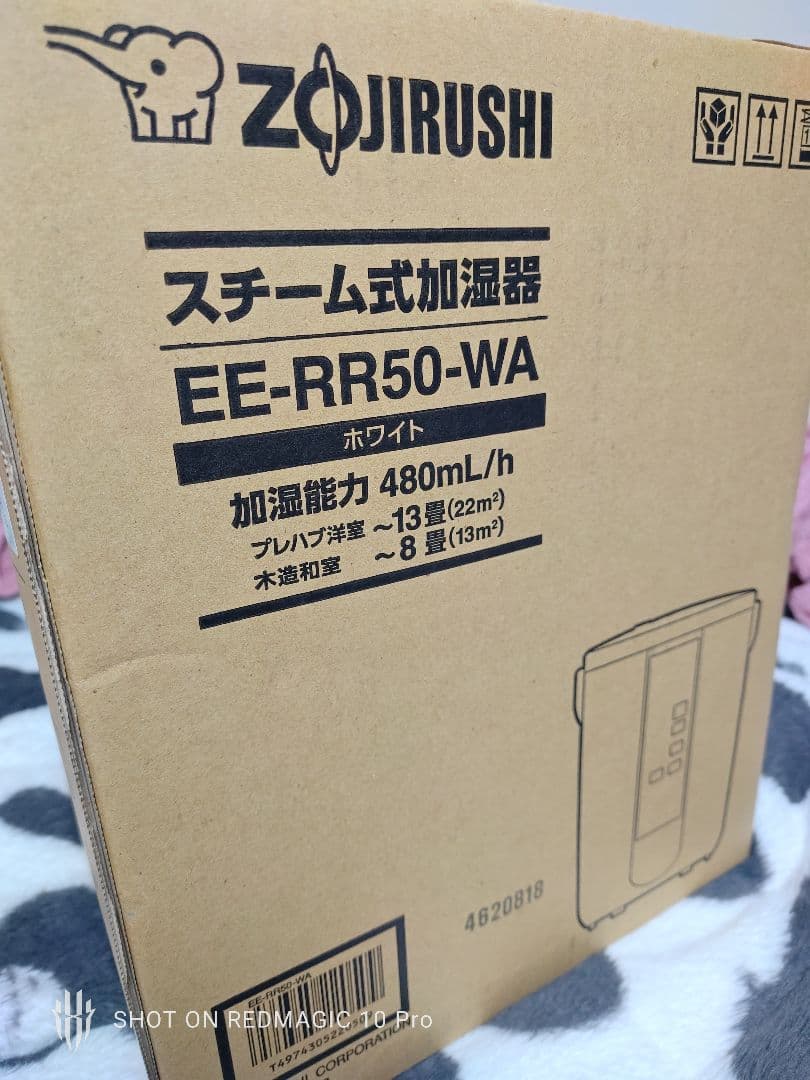 ZOJIRUSHI
スチーム式加湿器
EE-RR50-WA
ホワイト
加湿能力 480mL/h
プレハブ洋室 ～13畳(22m²)
木造和室 ～8畳(13m²)
4620818
EE-RR50-WA
CORPORATION
SHOT ON REDMAGIC 10 Pro